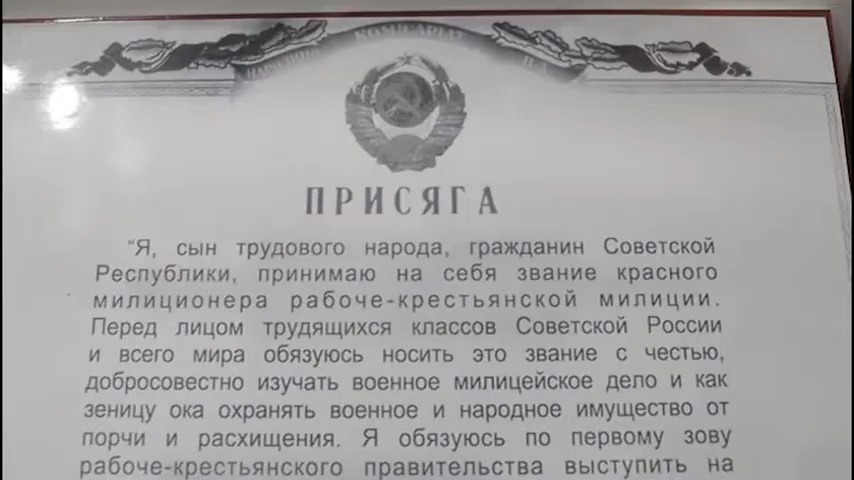 НАРОДНЫЙ КОМИСАРИАТ
ПРИСЯГА
"Я, сын трудового народа, гражданин Советской
Республики, принимаю на себя звание красного
милиционера рабоче-крестьянской милиции.
Перед лицом трудящихся классов Советской России
и всего мира обязуюсь носить это звание с честью,
добросовестно изучать военное милицейское дело и как
зеницу ока охранять военное и народное имущество от
порчи и расхищения. Я обязуюсь по первому зову
рабоче-крестьянского правительства выступить на